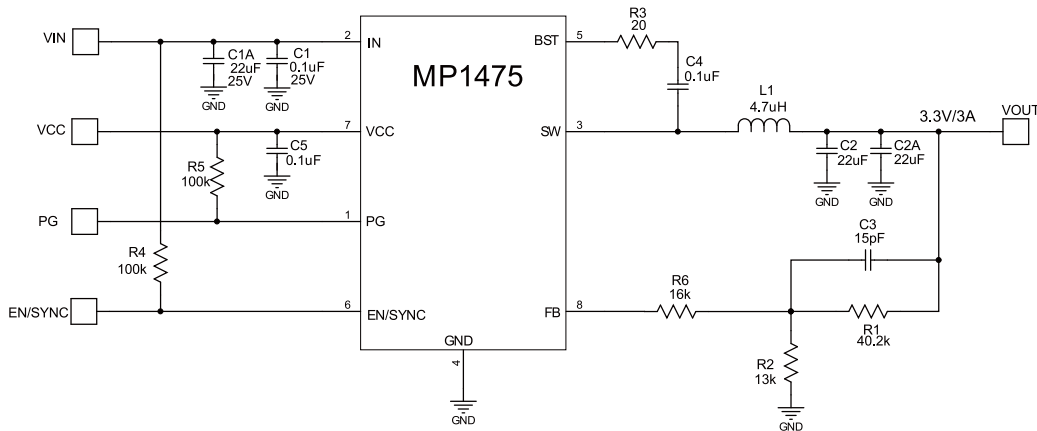 VIN
2
IN
C1A
22uF
25V
GND
C1
0.1uF
25V
GND
MP1475
BST
5
R3
20
C4
0.1uF
VCC
7
VCC
R5
100k
C5
0.1uF
GND
SW
3
L1
4.7uH
3.3V/3A
VOUT
C2
22uF
GND
C2A
22uF
GND
PG
1
PG
R4
100k
C3
15pF
EN/SYNC
6
EN/SYNC
FB
8
R6
16k
R1
40.2k
R2
13k
GND
GND
4
GND